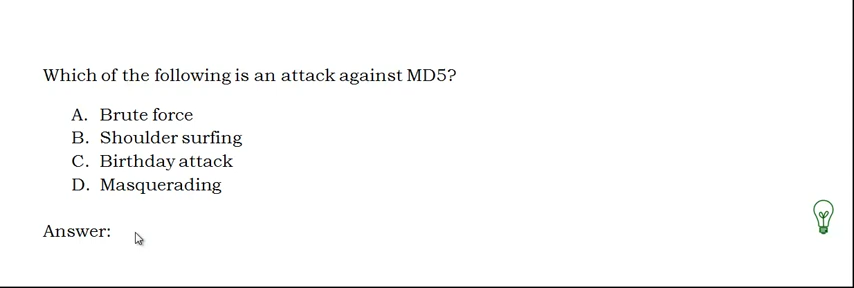 Which of the following is an attack against MD5?
A. Brute force
B. Shoulder surfing
C. Birthday attack
D. Masquerading
Answer: